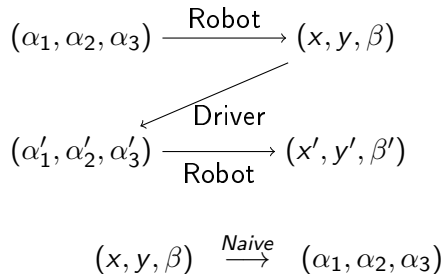 Robot
(α₁, α₂, α₃) → (x, y, β)
Driver
(α′₁, α′₂, α′₃) → (x′, y′, β′)
Robot
(x, y, β) Naive → (α₁, α₂, α₃)